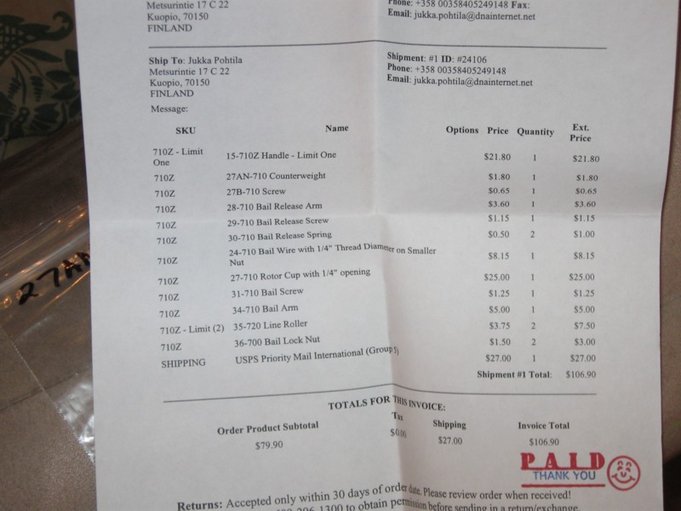 Metsurintie 17 C 22
Kuopio, 70150
FINLAND
Phone: +358 00358405249148 Fax:
Email: jukka.pohtila@dnainternet.net
Ship To: Jukka Pohtila
Metsurintie 17 C 22
Kuopio, 70150
FINLAND
Shipment: #1 ID: #24106
Phone: +358 00358405249148
Email: jukka.pohtila@dnainternet.net
Message:
SKU Name Options Price Quantity Ext. Price
710Z - Limit One 15-710Z Handle - Limit One $21.80 1 $21.80
710Z 27AN-710 Counterweight $1.80 1 $1.80
710Z 27B-710 Screw $0.65 1 $0.65
710Z 28-710 Bail Release Arm $3.60 1 $3.60
710Z 29-710 Bail Release Screw $1.15 1 $1.15
710Z 30-710 Bail Release Spring $0.50 2 $1.00
710Z 24-710 Bail Wire with 1/4" Thread Diameter on Smaller Nut $8.15 1 $8.15
710Z 27-710 Rotor Cup with 1/4" opening $25.00 1 $25.00
710Z 31-710 Bail Screw $1.25 1 $1.25
710Z 34-710 Bail Arm $5.00 1 $5.00
710Z - Limit (2) 35-720 Line Roller $3.75 2 $7.50
710Z 36-700 Bail Lock Nut $1.50 2 $3.00
SHIPPING USPS Priority Mail International (Group 5) $27.00 1 $27.00
Shipment #1 Total: $106.90
TOTALS FOR THIS INVOICE:
Order Product Subtotal Tax Shipping Invoice Total
$79.90 $0.00 $27.00 $106.90
PAID
THANK YOU
Returns: Accepted only within 30 days of order date. Please review order when received!
1300 to obtain permission before sending in a return/exchange.
27AN